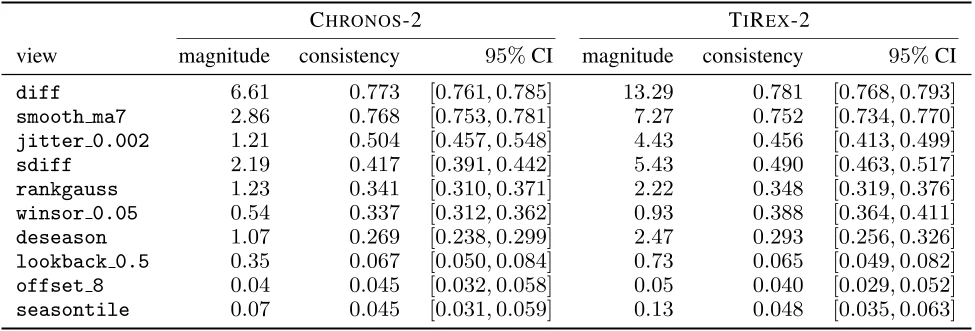 CHRONOS-2 TIREX-2
view magnitude consistency 95% CI magnitude consistency 95% CI
diff 6.61 0.773 [0.761, 0.785] 13.29 0.781 [0.768, 0.793]
smooth_ma7 2.86 0.768 [0.753, 0.781] 7.27 0.752 [0.734, 0.770]
jitter_0.002 1.21 0.504 [0.457, 0.548] 4.43 0.456 [0.413, 0.499]
sdiff 2.19 0.417 [0.391, 0.442] 5.43 0.490 [0.463, 0.517]
rankgauss 1.23 0.341 [0.310, 0.371] 2.22 0.348 [0.319, 0.376]
winsor_0.05 0.54 0.337 [0.312, 0.362] 0.93 0.388 [0.364, 0.411]
deseason 1.07 0.269 [0.238, 0.299] 2.47 0.293 [0.256, 0.326]
lookback_0.5 0.35 0.067 [0.050, 0.084] 0.73 0.065 [0.049, 0.082]
offset_8 0.04 0.045 [0.032, 0.058] 0.05 0.040 [0.029, 0.052]
seasontile 0.07 0.045 [0.031, 0.059] 0.13 0.048 [0.035, 0.063]